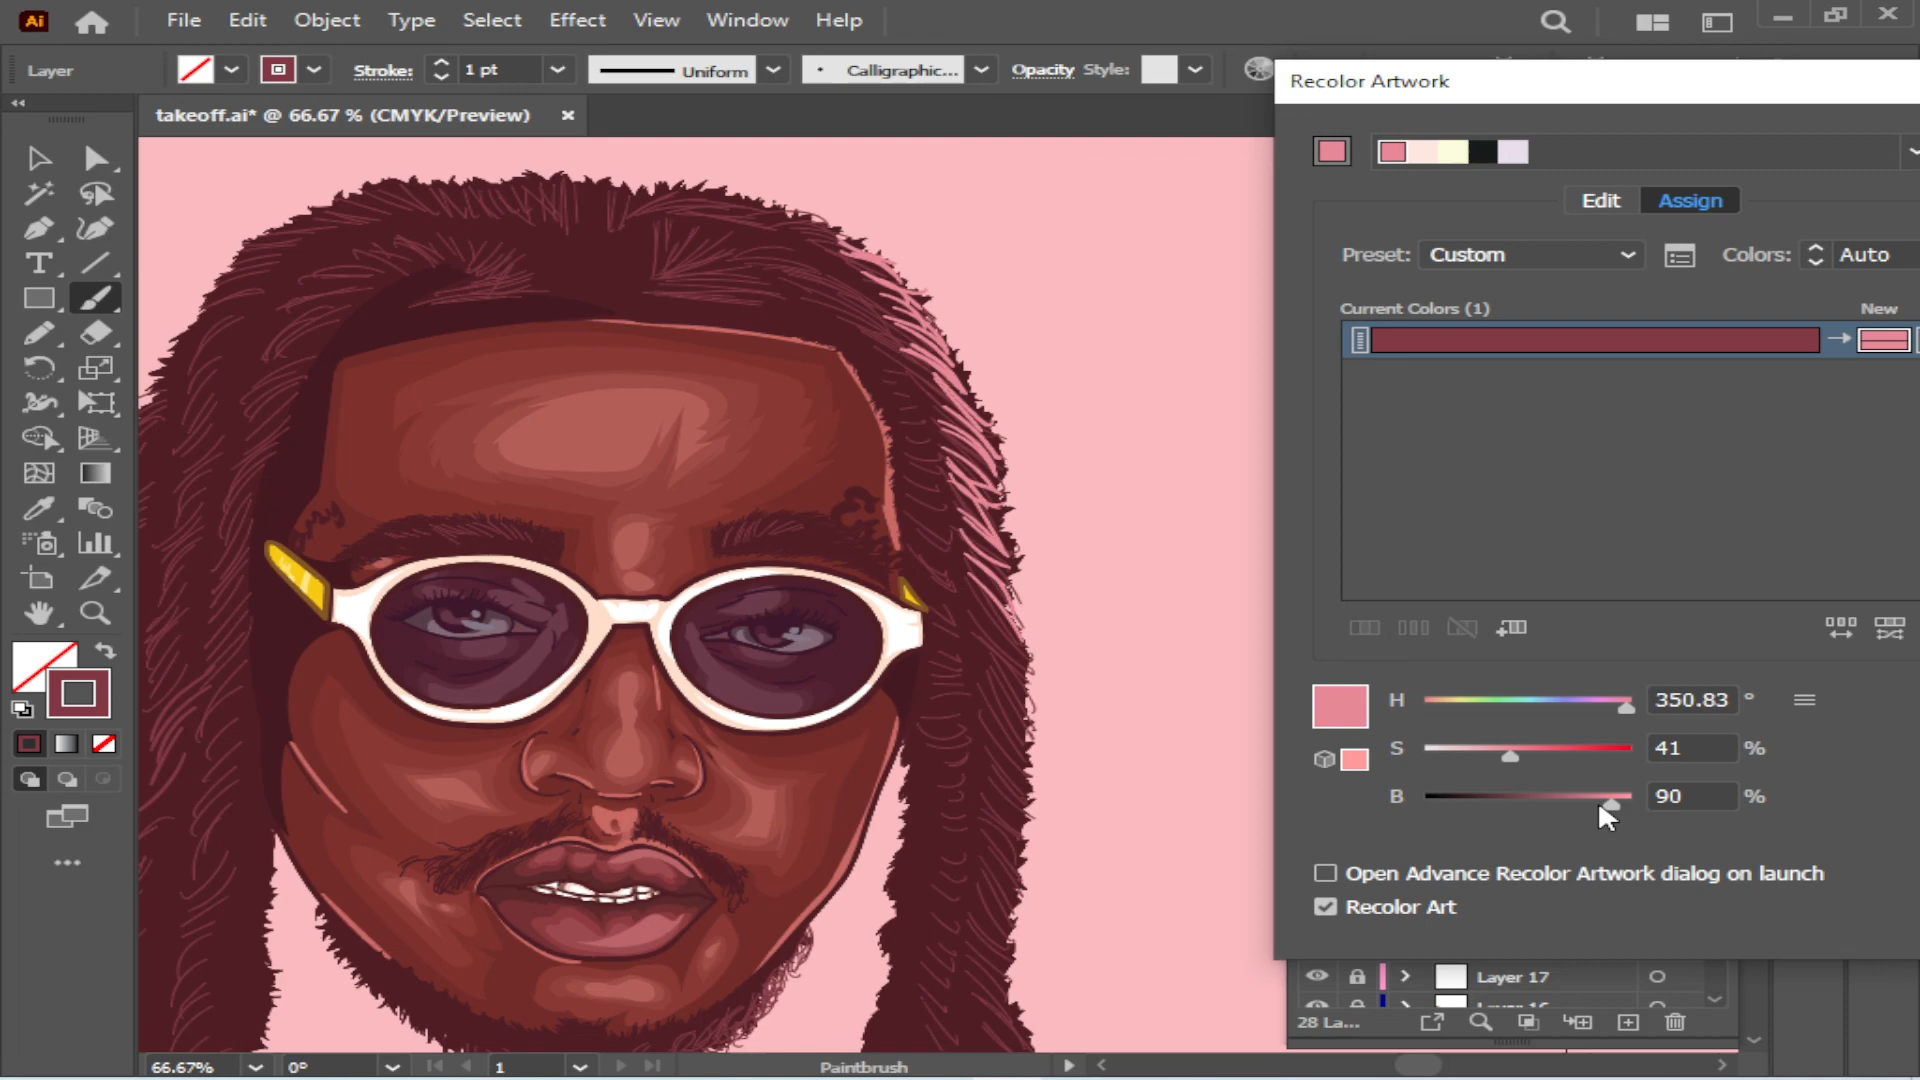 Ai File Edit Object Type Select Effect View Window Help
Layer Stroke: 1 pt Uniform Calligraphic... Opacity Style:
Recolor Artwork
takeoff.ai* @ 66.67 % (CMYK/Preview)
Edit Assign
Preset: Custom Colors: Auto
Current Colors (1) New
H 350.83 °
S 41 %
B 90 %
Open Advance Recolor Artwork dialog on launch
Recolor Art
Layer 17
28 La...
66.67% 0° 1 Paintbrush